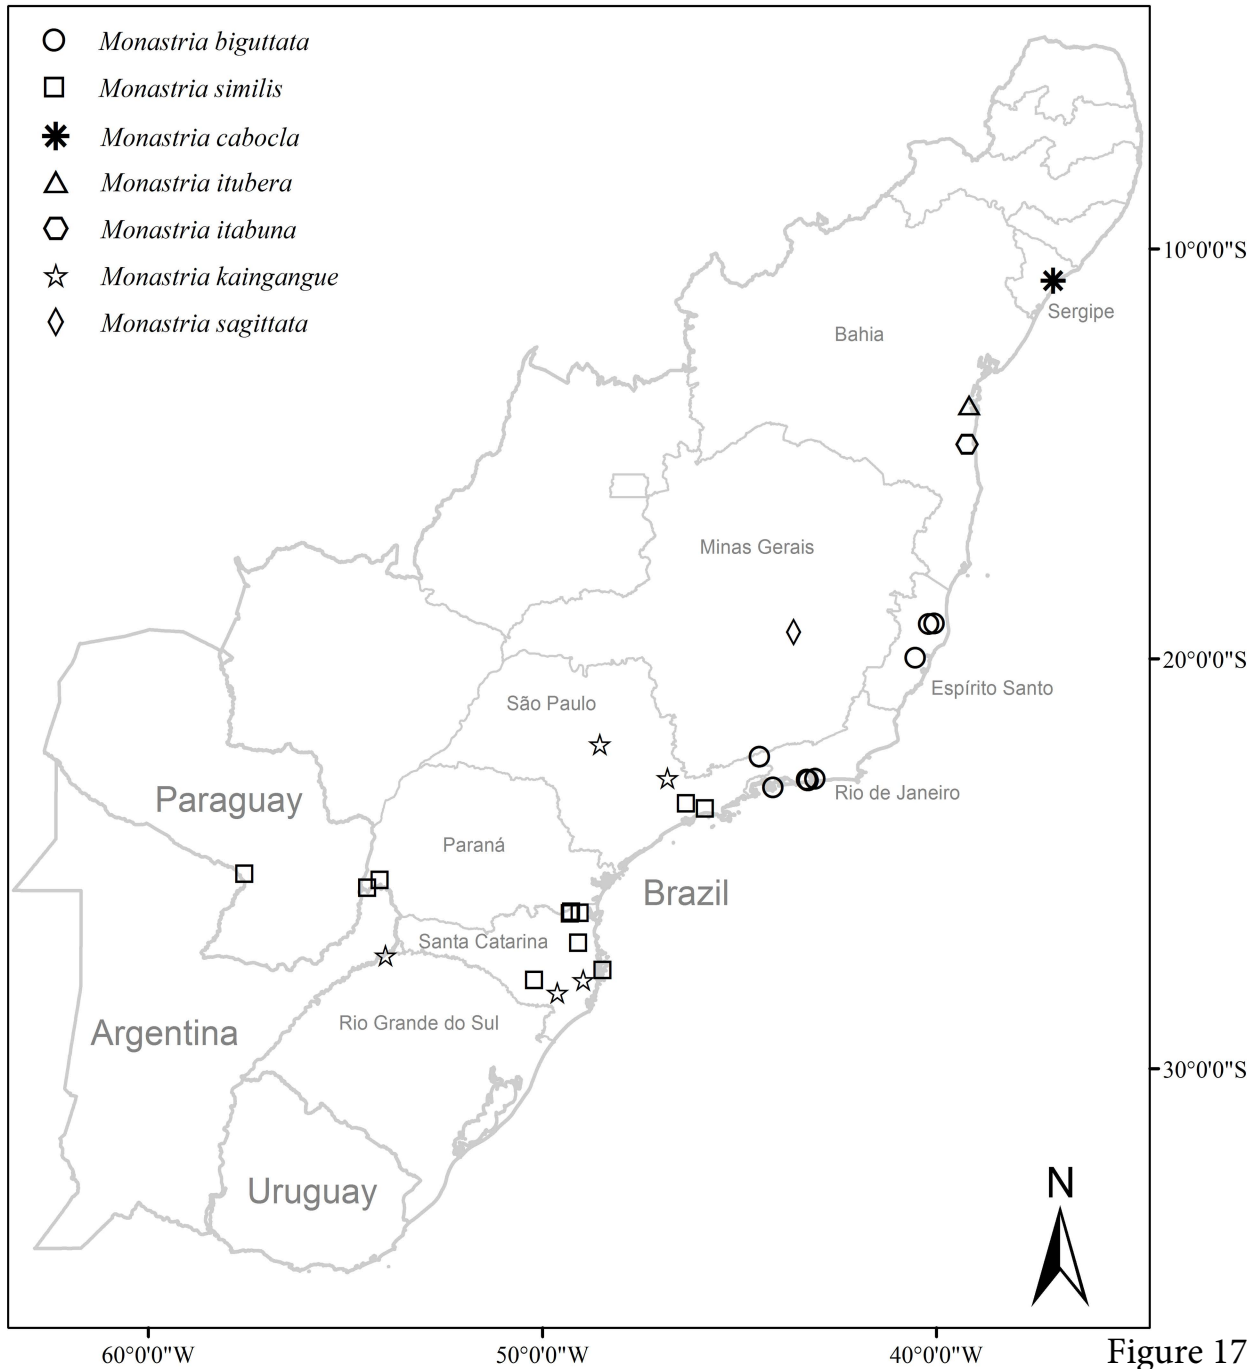 Monastria biguttata
Monastria similis
Monastria cabocla
Monastria itubera
Monastria itabuna
Monastria kaingangue
Monastria sagittata
10°0'0"S
Sergipe
Bahia
Minas Gerais
20°0'0"S
Espírito Santo
São Paulo
Rio de Janeiro
Paraguay
Paraná
Brazil
Santa Catarina
Rio Grande do Sul
Argentina
30°0'0"S
Uruguay
N
60°0'0"W
50°0'0"W
40°0'0"W
Figure 17